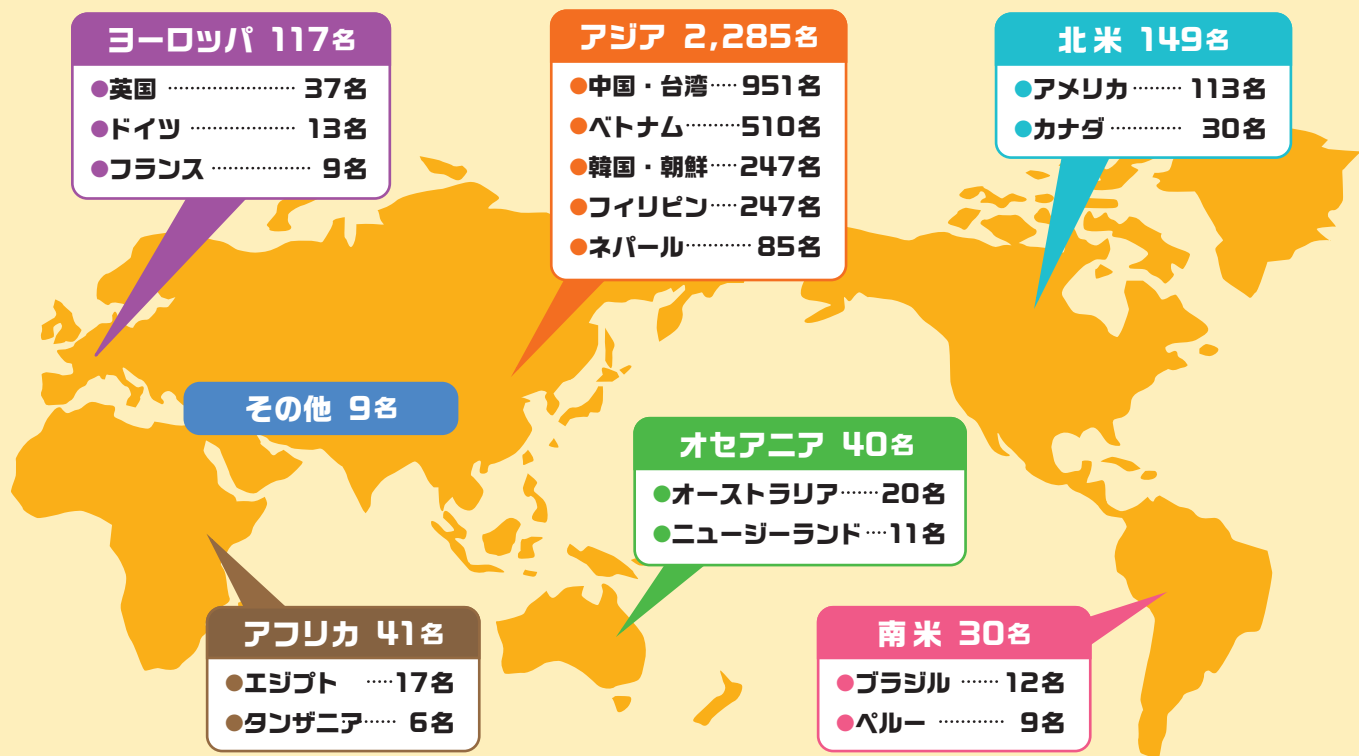 ヨーロッパ 117名
●英国 …………………… 37名
●ドイツ ………………… 13名
●フランス ……………… 9名
アジア 2,285名
●中国・台湾……951名
●ベトナム………510名
●韓国・朝鮮……247名
●フィリピン……247名
●ネパール………… 85名
北米 149名
●アメリカ……… 113名
●カナダ ………… 30名
その他 9名
オセアニア 40名
●オーストラリア……20名
●ニュージーランド…11名
アフリカ 41名
●エジプト ……17名
●タンザニア…… 6名
南米 30名
●ブラジル …… 12名
●ペルー ………… 9名